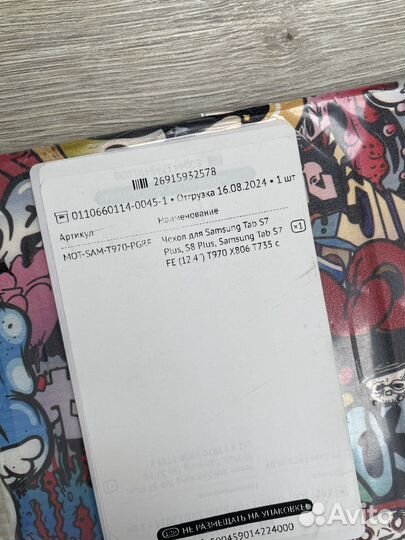 26915932578
0110660114-0045-1 • Отгрузка 16.08.2024 • 1 шт
Артикул Наименование
MOT-SAM-T970-PGRF Чехол для Samsung Tab S7 ×1
Plus, S8 Plus, Samsung Tab S7
FE (12.4") T970 X806 T735 с
НЕ РАЗМЕЩАТЬ НА УПАКОВКЕ
500459014224000
Avito